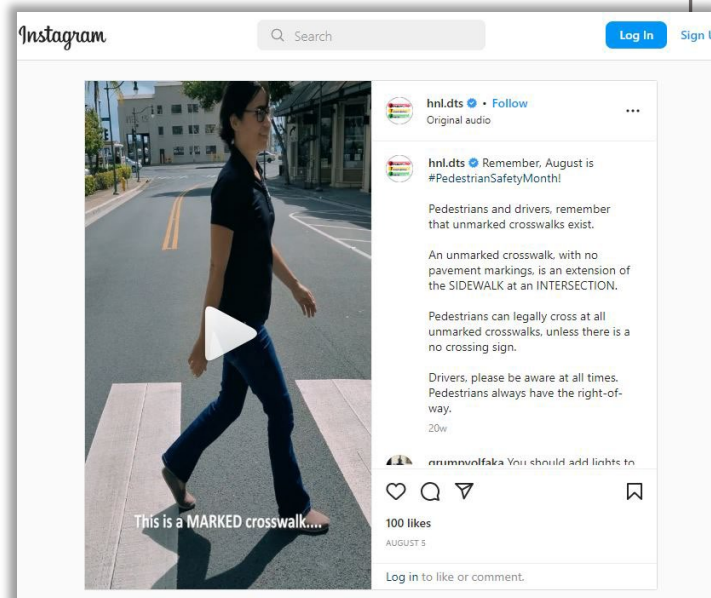 Instagram
Search
Log In
Sign U
hnl.dts • Follow
Original audio
...
hnl.dts Remember, August is
#PedestrianSafetyMonth!
Pedestrians and drivers, remember
that unmarked crosswalks exist.
An unmarked crosswalk, with no
pavement markings, is an extension of
the SIDEWALK at an INTERSECTION.
Pedestrians can legally cross at all
unmarked crosswalks, unless there is a
no crossing sign.
Drivers, please be aware at all times.
Pedestrians always have the right-of-
way.
20w
grumpyolfaka You should add lights to
This is a MARKED crosswalk....
100 likes
AUGUST 5
Log in to like or comment.